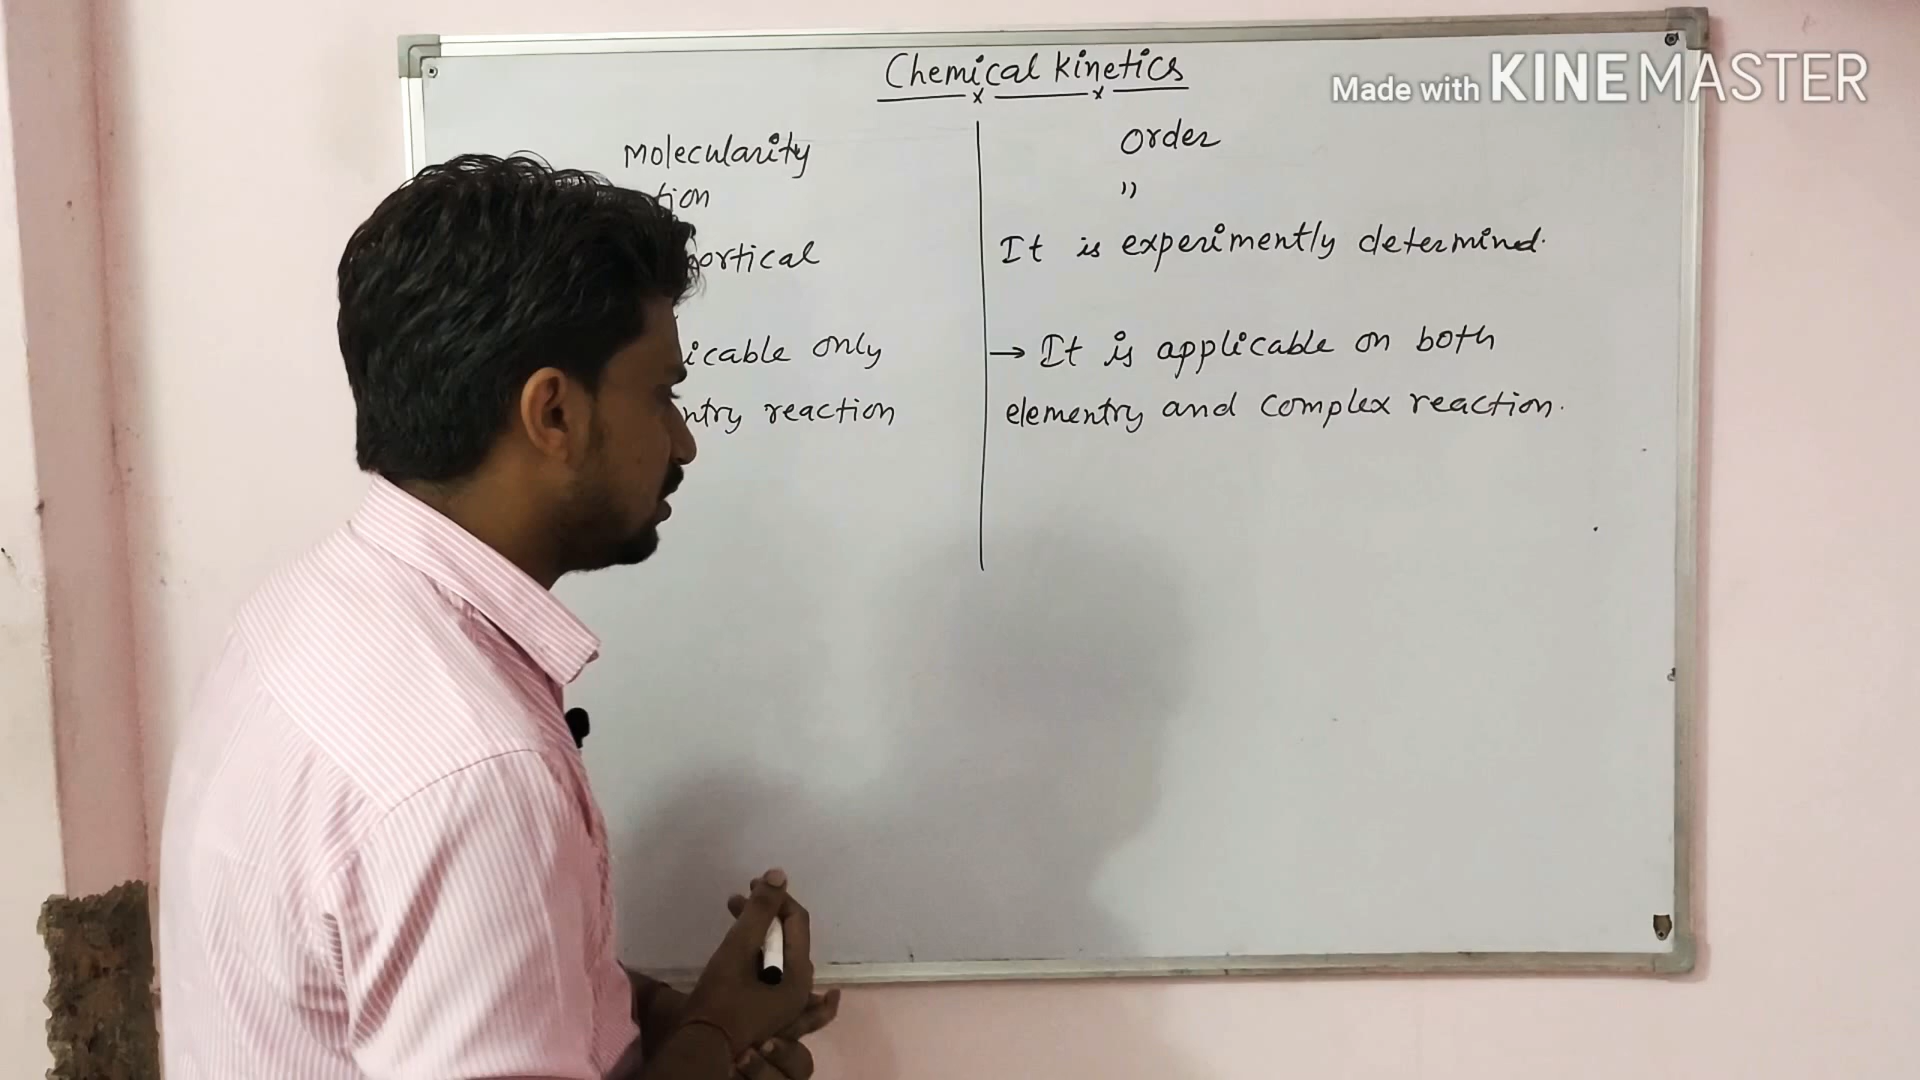 Chemical kinetics
Made with KINEMASTER
Molecularity
tion
ortical
icable only
ntry reaction
Order
"
It is experimently determind.
→ It is applicable on both
elementry and complex reaction.